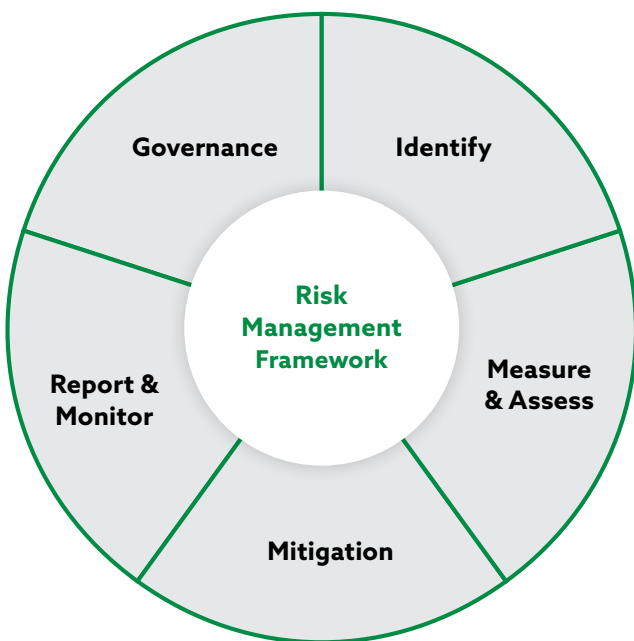 Governance
Identify
Risk
Management
Framework
Measure
& Assess
Report &
Monitor
Mitigation